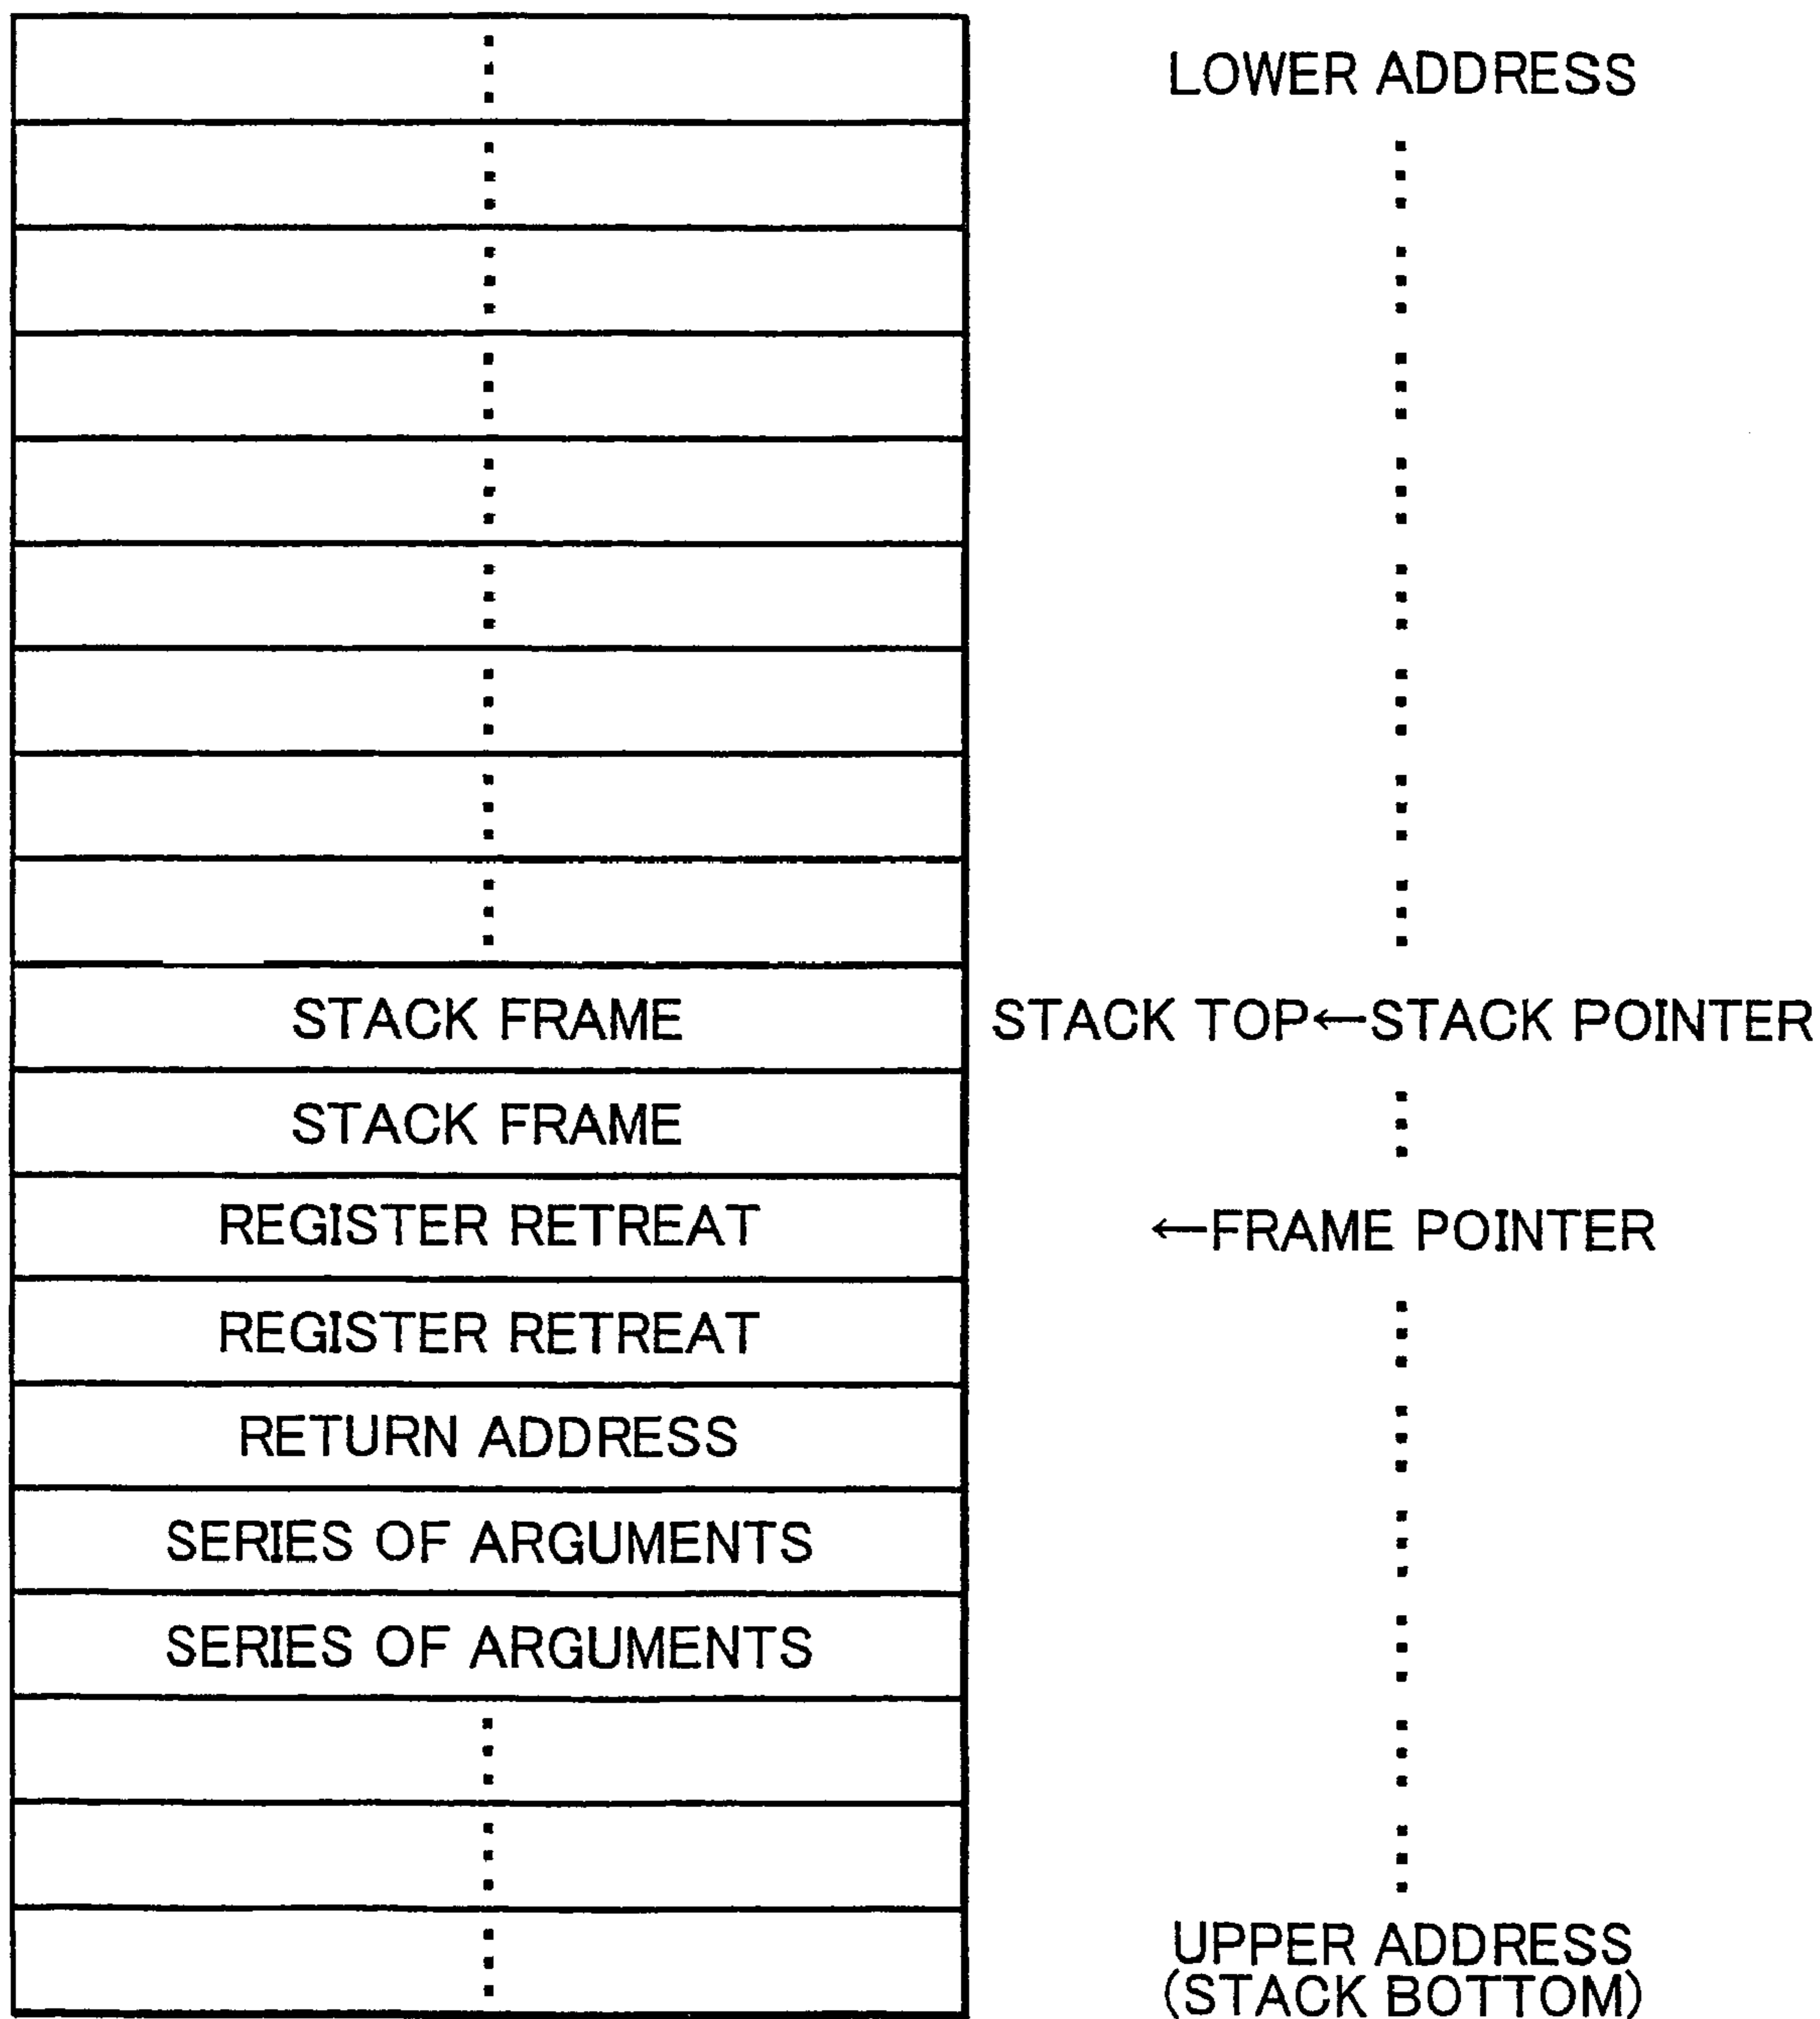 LOWER ADDRESS
STACK FRAME STACK TOP←STACK POINTER
STACK FRAME
REGISTER RETREAT ←FRAME POINTER
REGISTER RETREAT
RETURN ADDRESS
SERIES OF ARGUMENTS
SERIES OF ARGUMENTS
UPPER ADDRESS
(STACK BOTTOM)